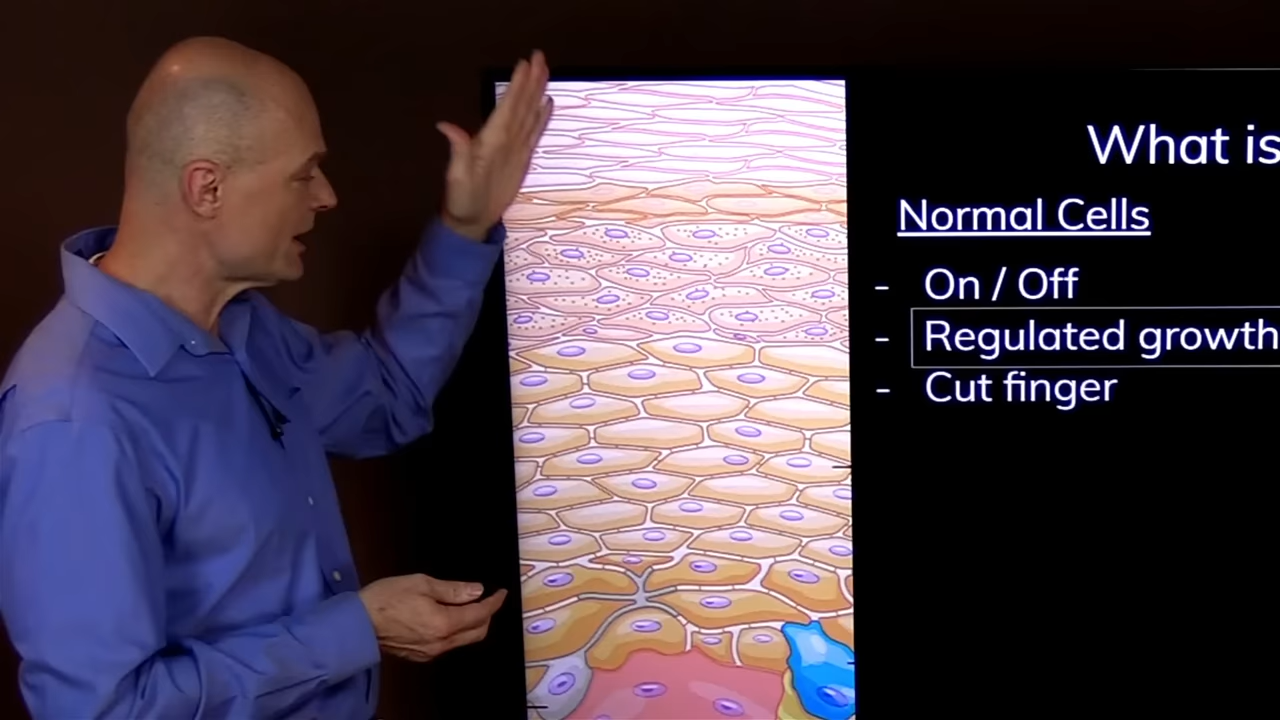 What is
Normal Cells
- On / Off
- Regulated growth
- Cut finger